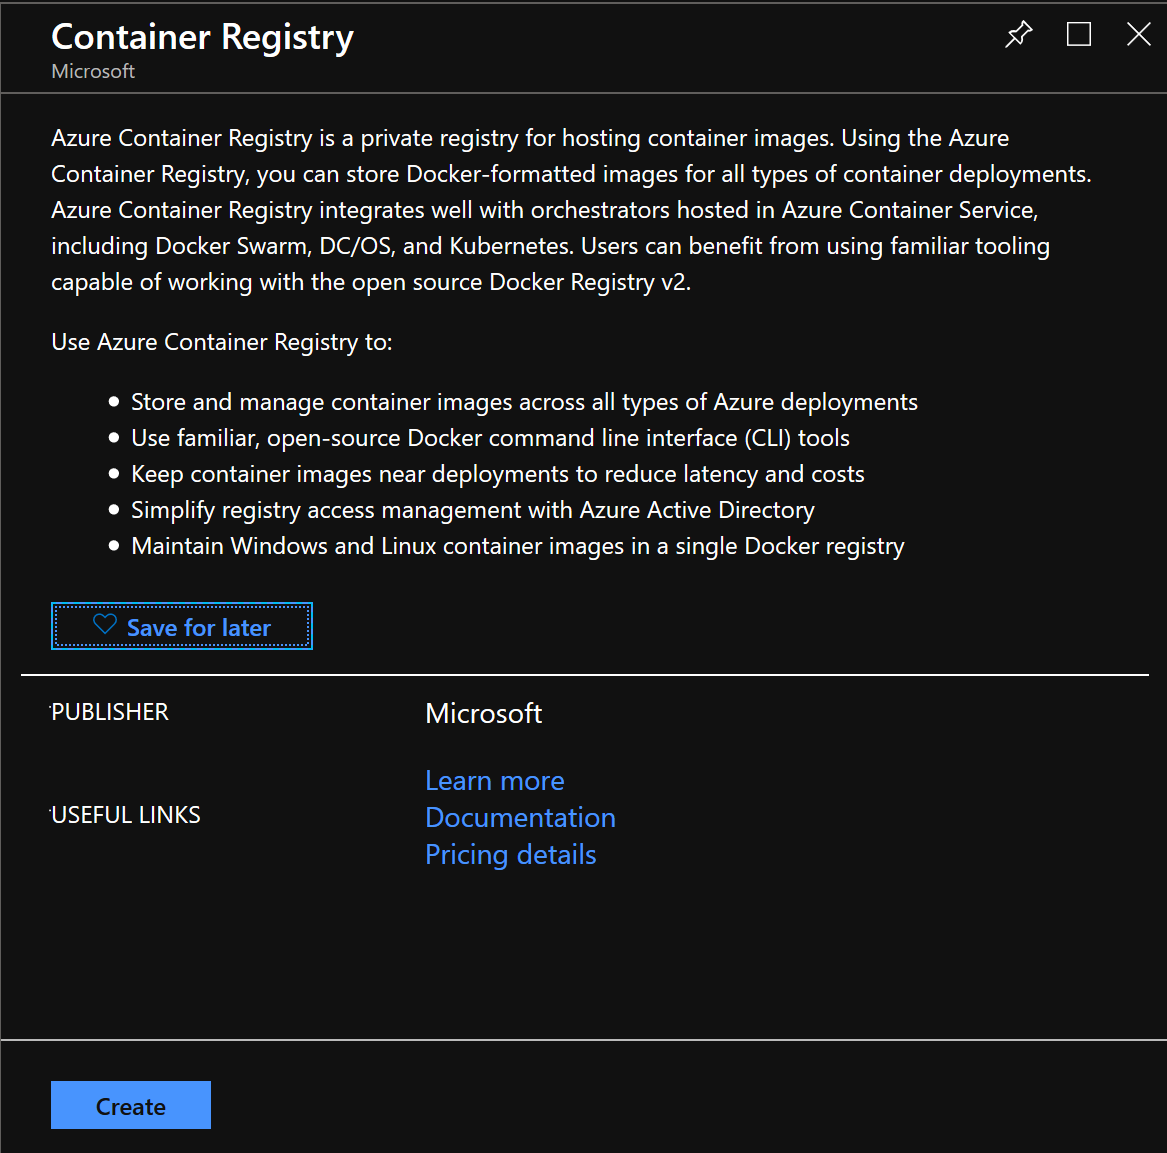 Container Registry
Microsoft
Azure Container Registry is a private registry for hosting container images. Using the Azure
Container Registry, you can store Docker-formatted images for all types of container deployments.
Azure Container Registry integrates well with orchestrators hosted in Azure Container Service,
including Docker Swarm, DC/OS, and Kubernetes. Users can benefit from using familiar tooling
capable of working with the open source Docker Registry v2.
Use Azure Container Registry to:
Store and manage container images across all types of Azure deployments
Use familiar, open-source Docker command line interface (CLI) tools
Keep container images near deployments to reduce latency and costs
Simplify registry access management with Azure Active Directory
Maintain Windows and Linux container images in a single Docker registry
Save for later
PUBLISHER
Microsoft
USEFUL LINKS
Learn more
Documentation
Pricing details
Create